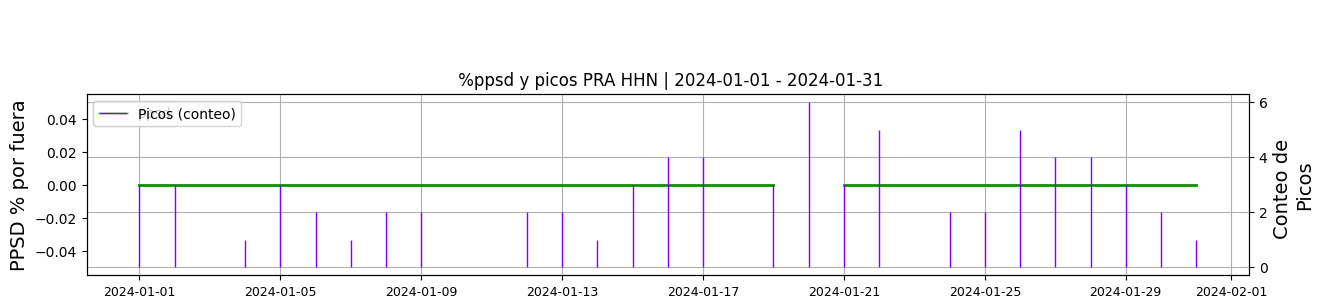 %ppsd y picos PRA HHN | 2024-01-01 - 2024-01-31
PPSD % por fuera
0.04
0.02
0.00
−0.02
−0.04
Picos (conteo)
6
4
2
0
Conteo de
Picos
2024-01-01 2024-01-05 2024-01-09 2024-01-13 2024-01-17 2024-01-21 2024-01-25 2024-01-29 2024-02-01